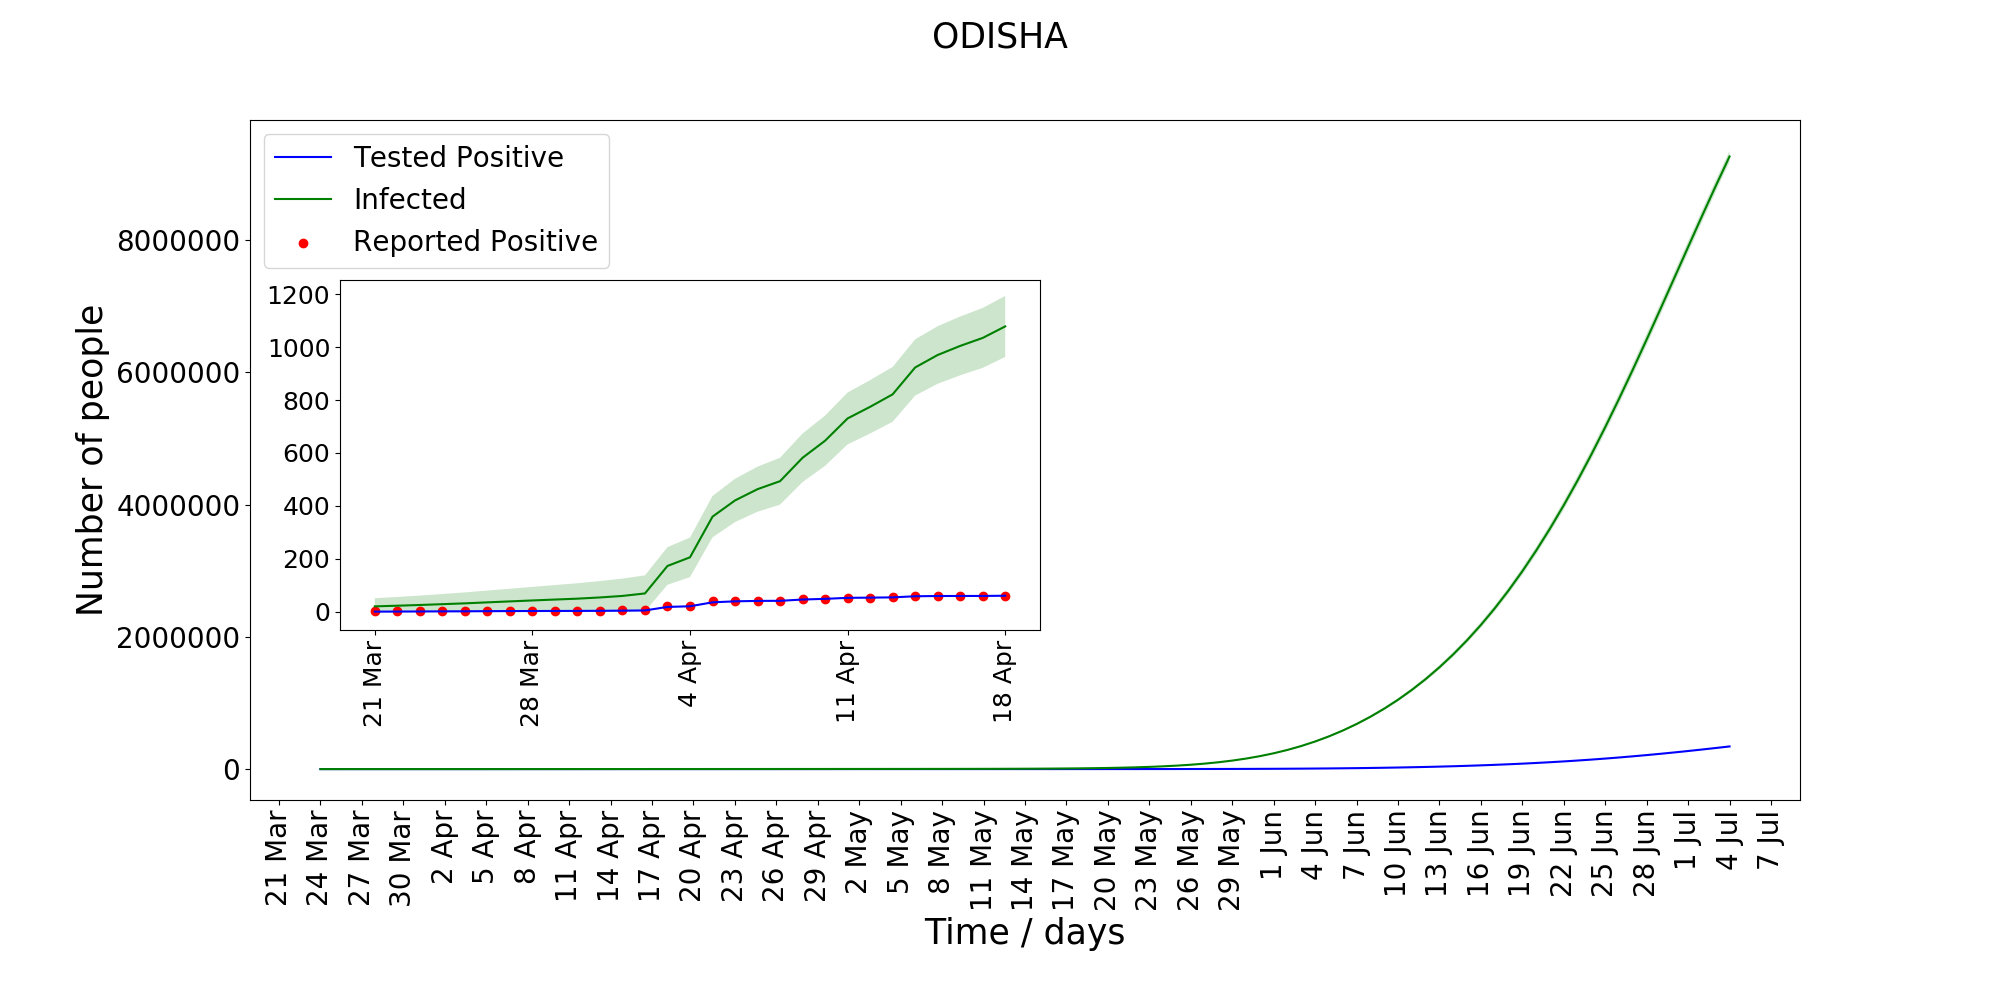 ODISHA
Tested Positive
Infected
Reported Positive
Number of people
8000000
6000000
4000000
2000000
0
1200
1000
800
600
400
200
0
21 Mar
28 Mar
4 Apr
11 Apr
18 Apr
21 Mar
24 Mar
27 Mar
30 Mar
2 Apr
5 Apr
8 Apr
11 Apr
14 Apr
17 Apr
20 Apr
23 Apr
26 Apr
29 Apr
2 May
5 May
8 May
11 May
14 May
17 May
20 May
23 May
26 May
29 May
1 Jun
4 Jun
7 Jun
10 Jun
13 Jun
16 Jun
19 Jun
22 Jun
25 Jun
28 Jun
1 Jul
4 Jul
7 Jul
Time / days